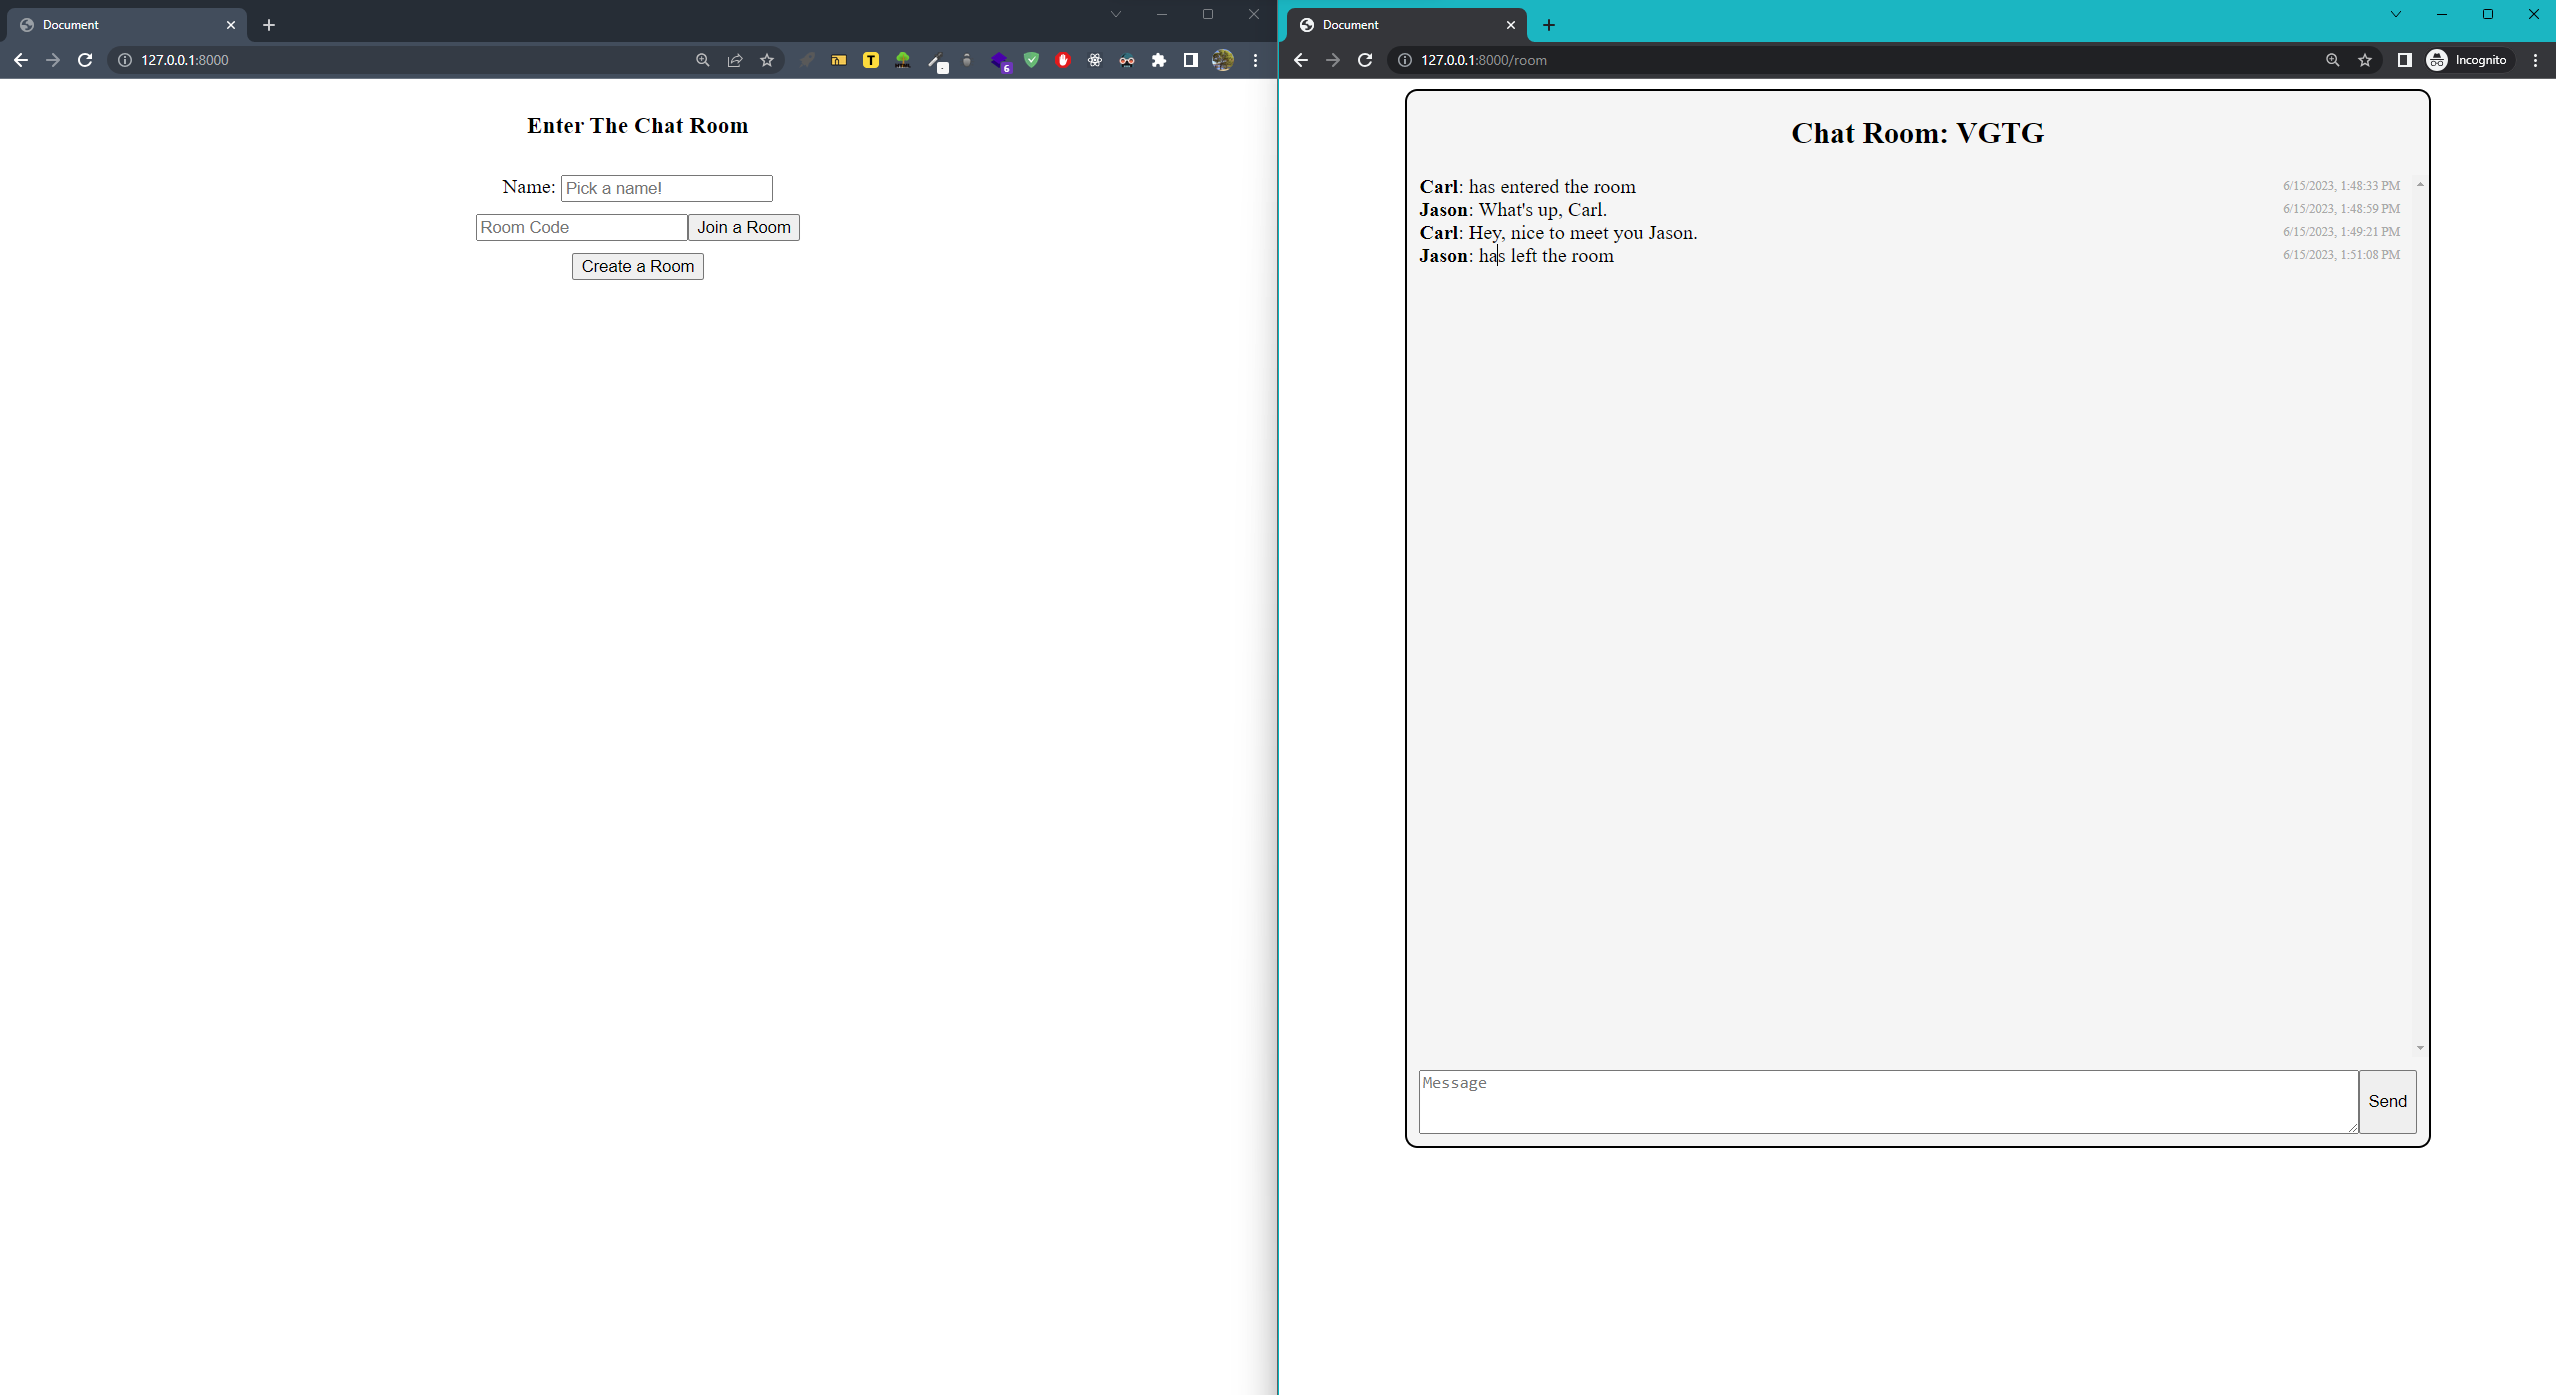 Document
127.0.0.1:8000
6
Enter The Chat Room
Name: Pick a name!
Room Code Join a Room
Create a Room
Document
127.0.0.1:8000/room
Incognito
Chat Room: VGTG
Carl: has entered the room 6/15/2023, 1:48:33 PM
Jason: What's up, Carl. 6/15/2023, 1:48:59 PM
Carl: Hey, nice to meet you Jason. 6/15/2023, 1:49:21 PM
Jason: has left the room 6/15/2023, 1:51:08 PM
Message
Send